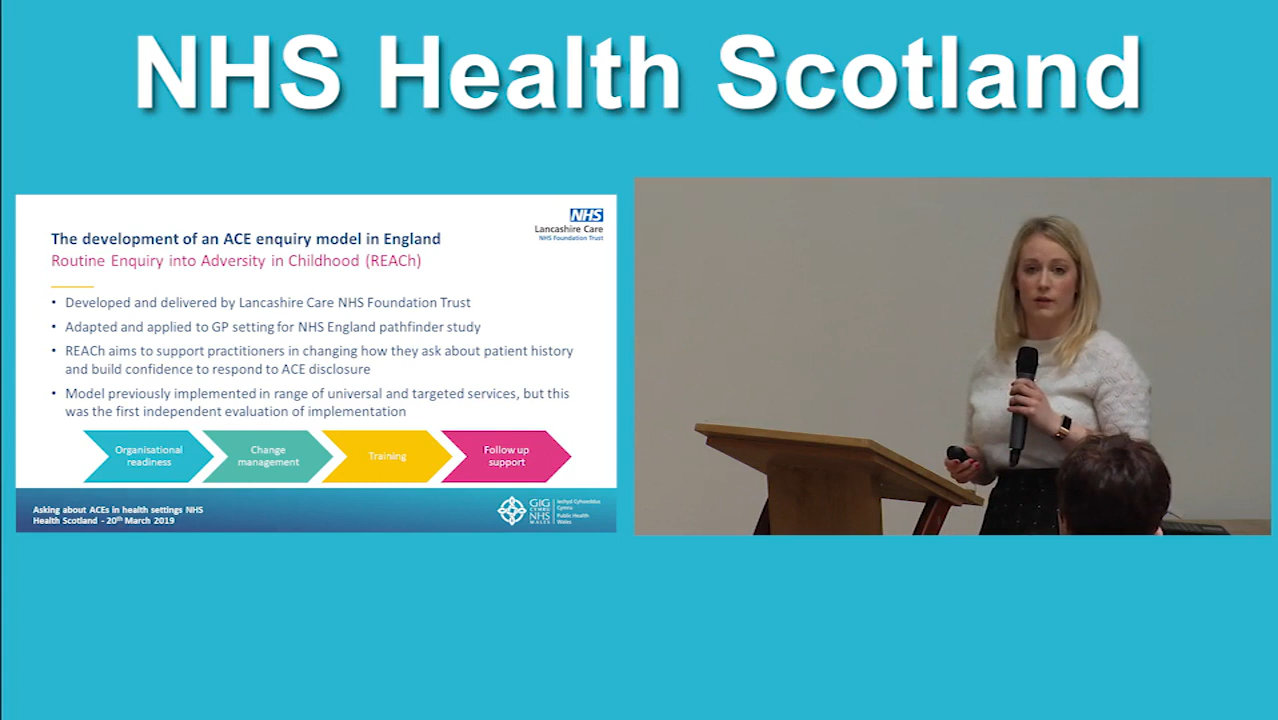 NHS Health Scotland
NHS
Lancashire Care
NHS Foundation Trust
The development of an ACE enquiry model in England
Routine Enquiry into Adversity in Childhood (REACh)
• Developed and delivered by Lancashire Care NHS Foundation Trust
• Adapted and applied to GP setting for NHS England pathfinder study
• REACh aims to support practitioners in changing how they ask about patient history
and build confidence to respond to ACE disclosure
• Model previously implemented in range of universal and targeted services, but this
was the first independent evaluation of implementation
Organisational
readiness
Change
management
Training
Follow up
support
Asking about ACEs in health settings NHS
Health Scotland - 20th March 2019
GIG
CYMRU
NHS
WALES
Iechyd Cyhoeddus
Cymru
Public Health
Wales